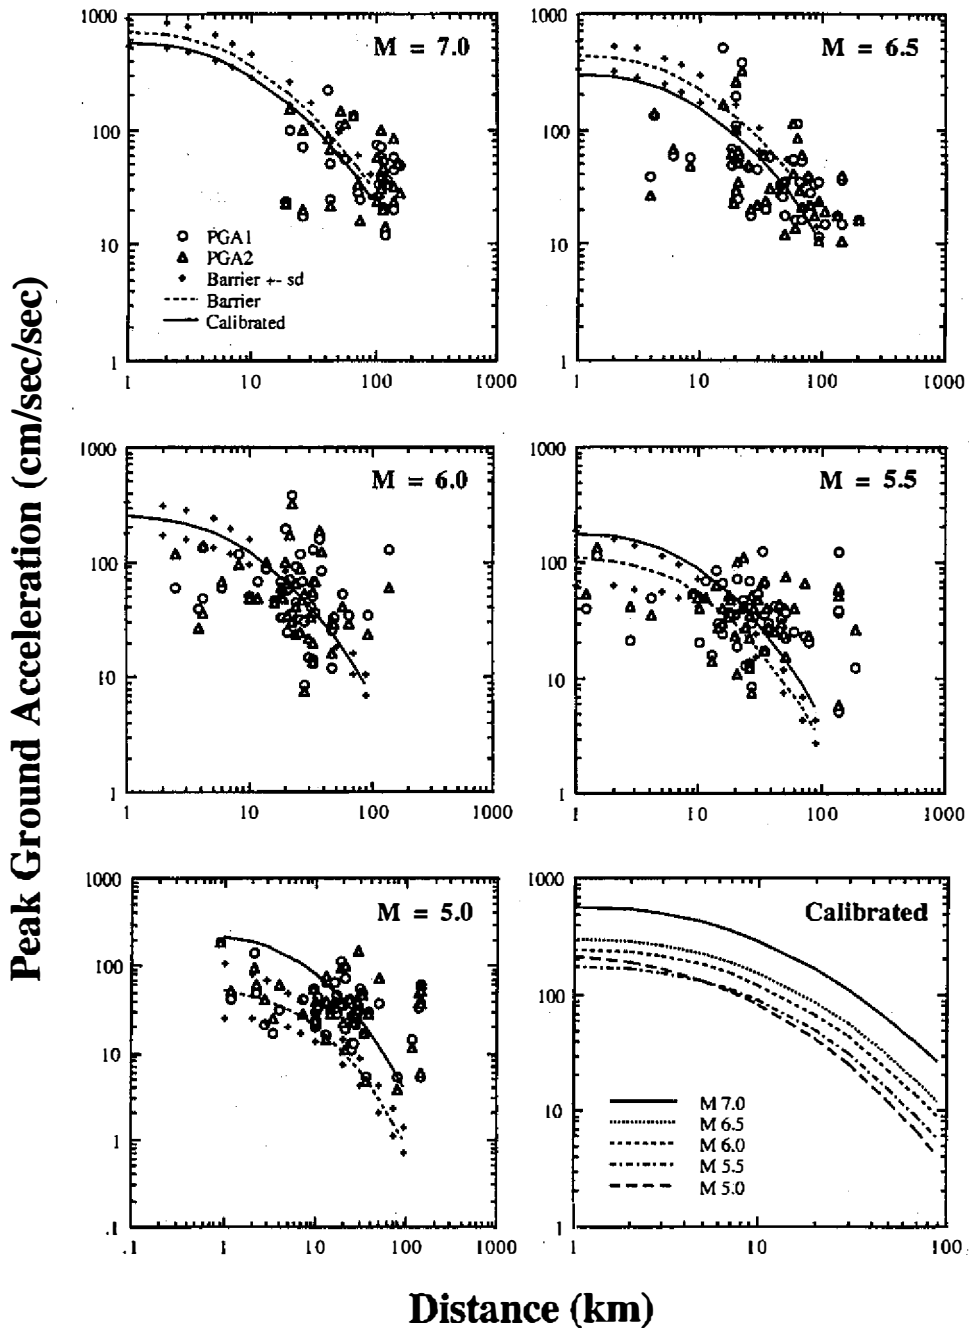 Peak Ground Acceleration (cm/sec/sec)
1000
100
10
1
M = 7.0
PGA1
PGA2
Barrier +- sd
Barrier
Calibrated
1
10
100
1000
1000
100
10
1
M = 6.5
1
10
100
1000
1000
100
10
1
M = 6.0
1
10
100
1000
1000
100
10
1
M = 5.5
1
10
100
1000
1000
100
10
1
.1
M = 5.0
.1
1
10
100
1000
1000
100
10
1
Calibrated
M 7.0
M 6.5
M 6.0
M 5.5
M 5.0
1
10
100
Distance (km)